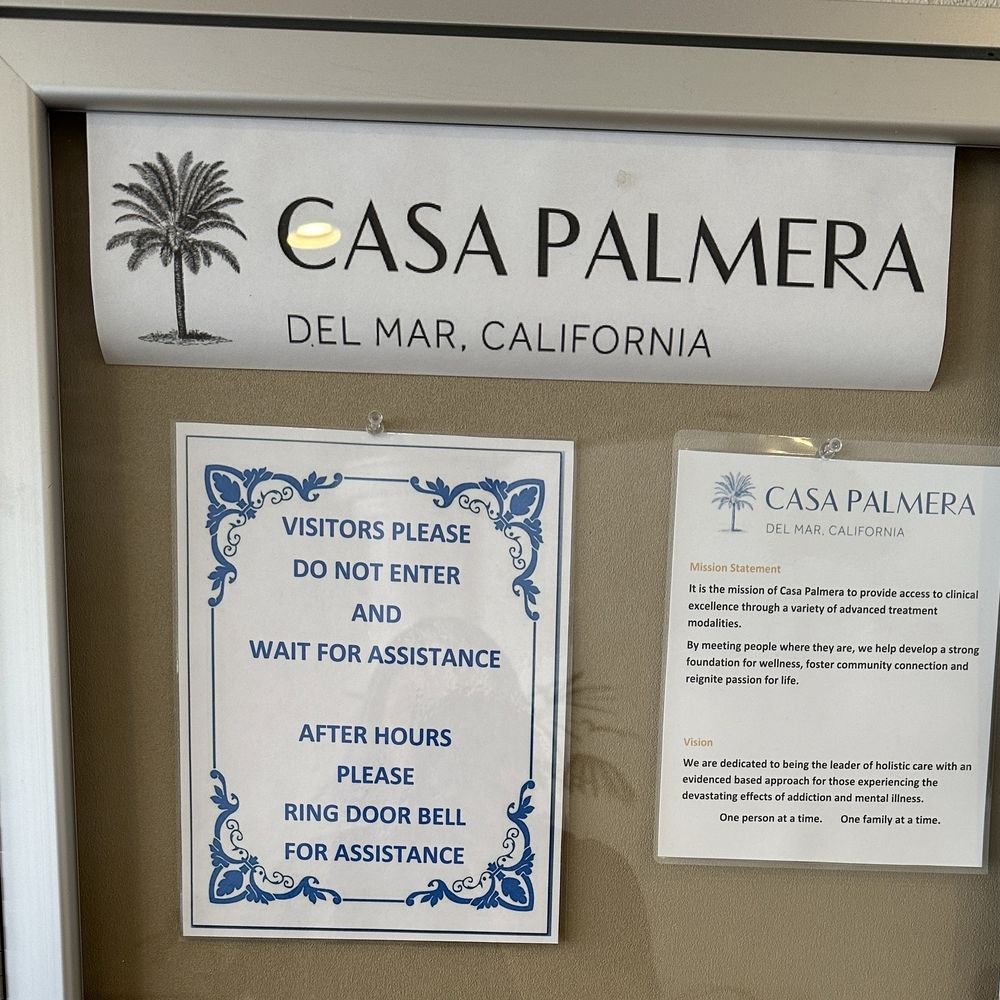 CASA PALMERA
DEL MAR, CALIFORNIA
VISITORS PLEASE
DO NOT ENTER
AND
WAIT FOR ASSISTANCE
AFTER HOURS
PLEASE
RING DOOR BELL
FOR ASSISTANCE
CASA PALMERA
DEL MAR, CALIFORNIA
Mission Statement
It is the mission of Casa Palmera to provide access to clinical
excellence through a variety of advanced treatment
modalities.
By meeting people where they are, we help develop a strong
foundation for wellness, foster community connection and
reignite passion for life.
Vision
We are dedicated to being the leader of holistic care with an
evidenced based approach for those experiencing the
devastating effects of addiction and mental illness.
One person at a time. One family at a time.